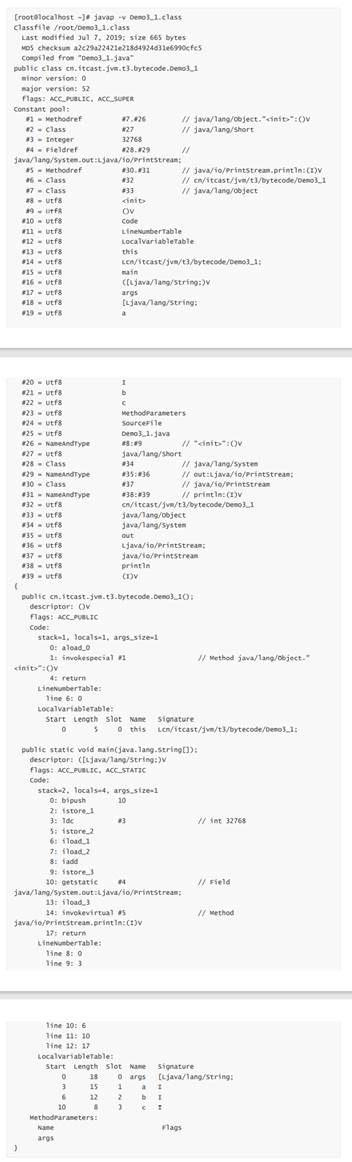 [root@localhost ~]# javap -v Demo3_1.class
Classfile /root/Demo3_1.class
Last modified Jul 7, 2019; size 665 bytes
MD5 checksum a2c29a22421e218d4924d31e6990cfc5
Compiled from "Demo3_1.java"
public class cn.itcast.jvm.t3.bytecode.Demo3_1
minor version: 0
major version: 52
flags: ACC_PUBLIC, ACC_SUPER
Constant pool:
#1 = Methodref #7.#26 // java/lang/Object."<init>":()V
#2 = Class #27 // java/lang/Short
#3 = Integer 32768
#4 = Fieldref #28.#29 //
java/lang/System.out:Ljava/io/PrintStream;
#5 = Methodref #30.#31 // java/io/PrintStream.println:(I)V
#6 = Class #32 // cn/itcast/jvm/t3/bytecode/Demo3_1
#7 = Class #33 // java/lang/Object
#8 = Utf8 <init>
#9 = Utf8 ()V
#10 = Utf8 Code
#11 = Utf8 LineNumberTable
#12 = Utf8 LocalVariableTable
#13 = Utf8 this
#14 = Utf8 Lcn/itcast/jvm/t3/bytecode/Demo3_1;
#15 = Utf8 main
#16 = Utf8 ([Ljava/lang/String;)V
#17 = Utf8 args
#18 = Utf8 [Ljava/lang/String;
#19 = Utf8 a
#20 = Utf8 I
#21 = Utf8 b
#22 = Utf8 c
#23 = Utf8 MethodParameters
#24 = Utf8 SourceFile
#25 = Utf8 Demo3_1.java
#26 = NameAndType #8:#9 // "<init>":()V
#27 = Utf8 java/lang/Short
#28 = Class #34 // java/lang/System
#29 = NameAndType #35:#36 // out:Ljava/io/PrintStream;
#30 = Class #37 // java/io/PrintStream
#31 = NameAndType #38:#39 // println:(I)V
#32 = Utf8 cn/itcast/jvm/t3/bytecode/Demo3_1
#33 = Utf8 java/lang/Object
#34 = Utf8 java/lang/System
#35 = Utf8 out
#36 = Utf8 Ljava/io/PrintStream;
#37 = Utf8 java/io/PrintStream
#38 = Utf8 println
#39 = Utf8 (I)V
{
public cn.itcast.jvm.t3.bytecode.Demo3_1();
descriptor: ()V
flags: ACC_PUBLIC
Code:
stack=1, locals=1, args_size=1
0: aload_0
1: invokespecial #1 // Method java/lang/Object."
<init>":()V
4: return
LineNumberTable:
line 6: 0
LocalVariableTable:
Start Length Slot Name Signature
0 5 0 this Lcn/itcast/jvm/t3/bytecode/Demo3_1;
public static void main(java.lang.String[]);
descriptor: ([Ljava/lang/String;)V
flags: ACC_PUBLIC, ACC_STATIC
Code:
stack=2, locals=4, args_size=1
0: bipush 10
2: istore_1
3: ldc #3 // int 32768
5: istore_2
6: iload_1
7: iload_2
8: iadd
9: istore_3
10: getstatic #4 // Field
java/lang/System.out:Ljava/io/PrintStream;
13: iload_3
14: invokevirtual #5 // Method
java/io/PrintStream.println:(I)V
17: return
LineNumberTable:
line 8: 0
line 9: 3
line 10: 6
line 11: 10
line 12: 17
LocalVariableTable:
Start Length Slot Name Signature
0 18 0 args [Ljava/lang/String;
3 15 1 a I
6 12 2 b I
10 8 3 c I
MethodParameters:
Name Flags
args
}